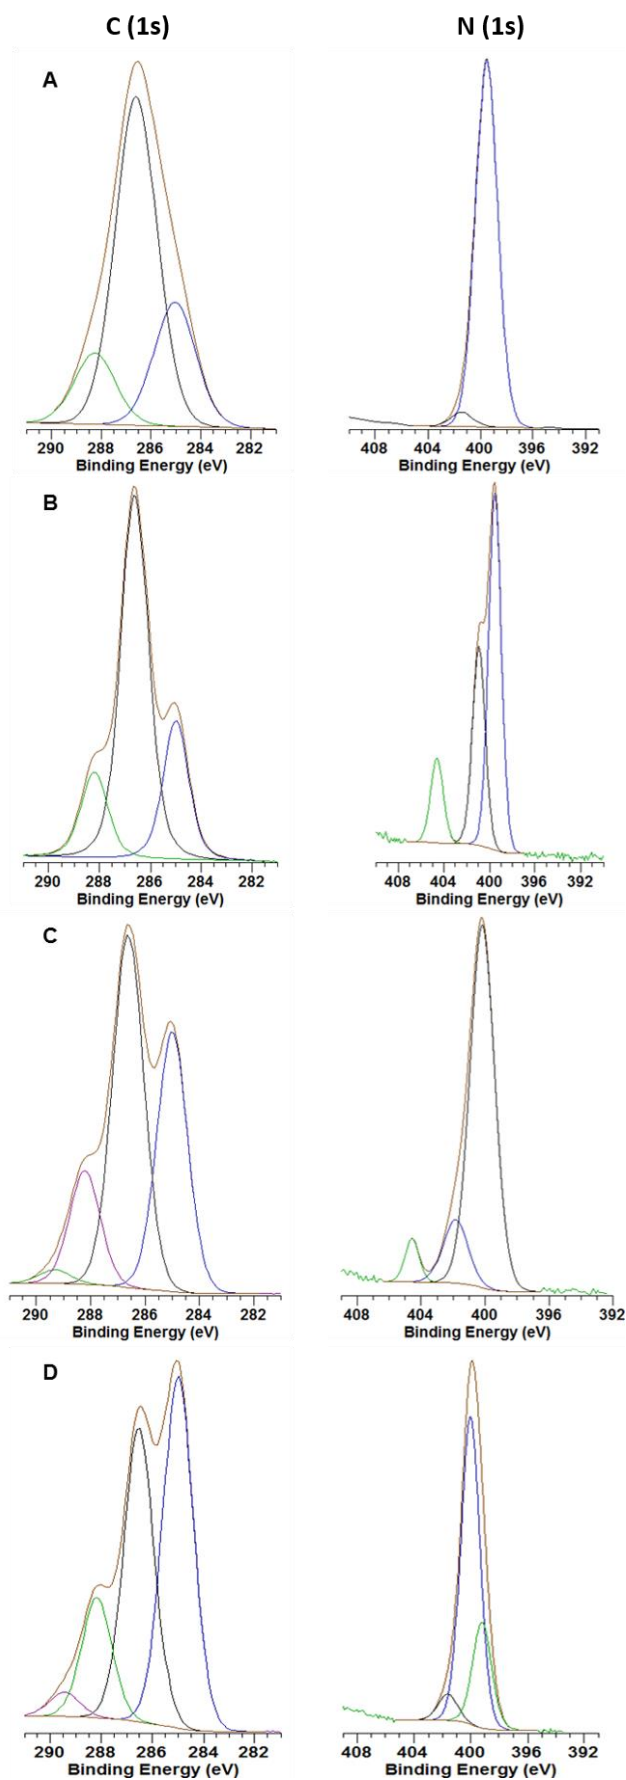 C (1s) N (1s)
A
290 288 286 284 282 408 404 400 396 392
Binding Energy (eV) Binding Energy (eV)
B
290 288 286 284 282 408 404 400 396 392
Binding Energy (eV) Binding Energy (eV)
C
290 288 286 284 282 408 404 400 396 392
Binding Energy (eV) Binding Energy (eV)
D
290 288 286 284 282 408 404 400 396 392
Binding Energy (eV) Binding Energy (eV)